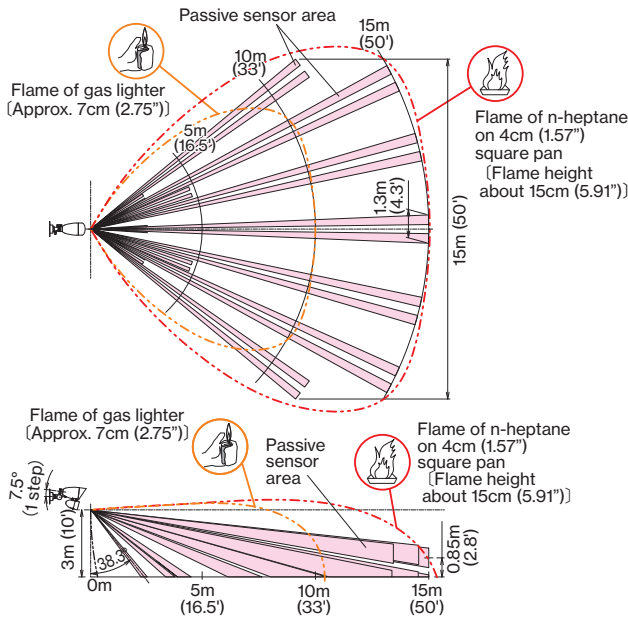 Passive sensor area
15m
(50')
10m
(33')
Flame of gas lighter
〔Approx. 7cm (2.75”)〕
5m
(16.5')
Flame of n-heptane
on 4cm (1.57”)
square pan
〔Flame height
about 15cm (5.91”)〕
1.3m
(4.3')
15m (50')
Flame of gas lighter
〔Approx. 7cm (2.75”)〕
Passive
sensor
area
Flame of n-heptane
on 4cm (1.57”)
square pan
〔Flame height
about 15cm (5.91”)〕
7.5°
(1 step)
3m (10')
38.3°
0.85m
(2.8')
0m
5m
(16.5')
10m
(33')
15m
(50')